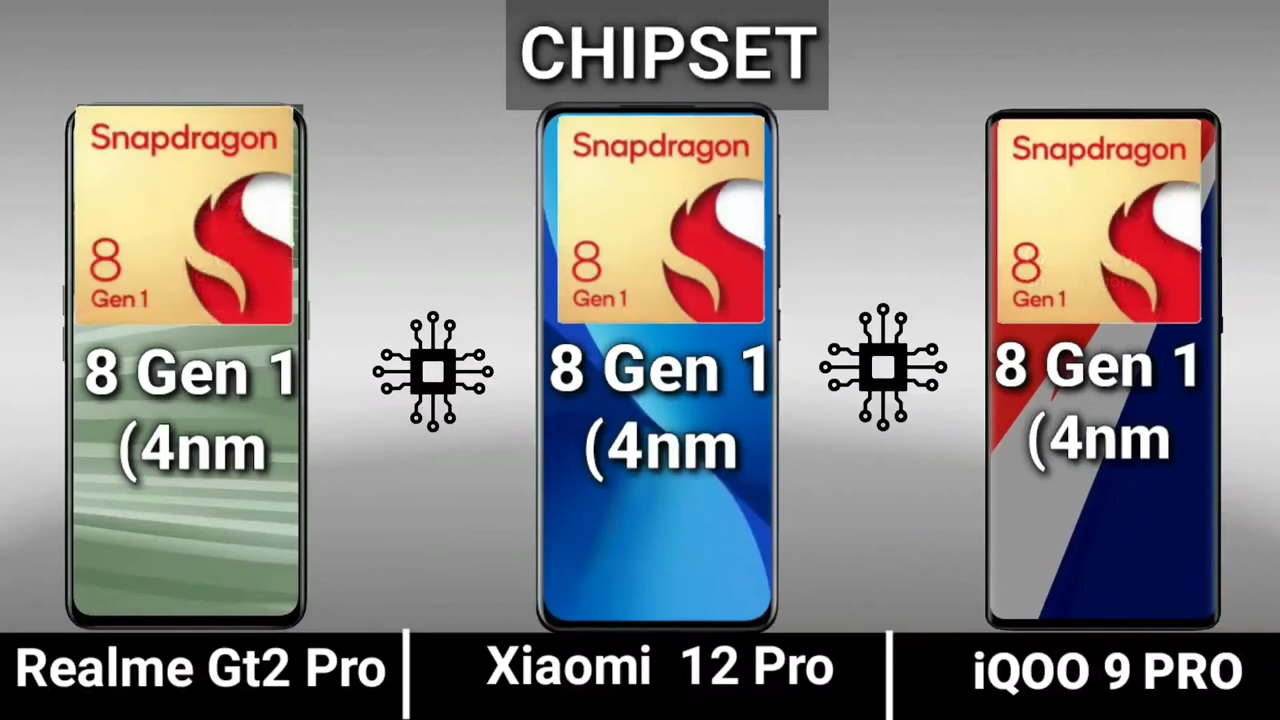 CHIPSET
Snapdragon
8
Gen 1
8 Gen 1
(4nm
Realme Gt2 Pro
Snapdragon
8
Gen 1
8 Gen 1
(4nm
Xiaomi 12 Pro
Snapdragon
8
Gen 1
8 Gen 1
(4nm
iQOO 9 PRO